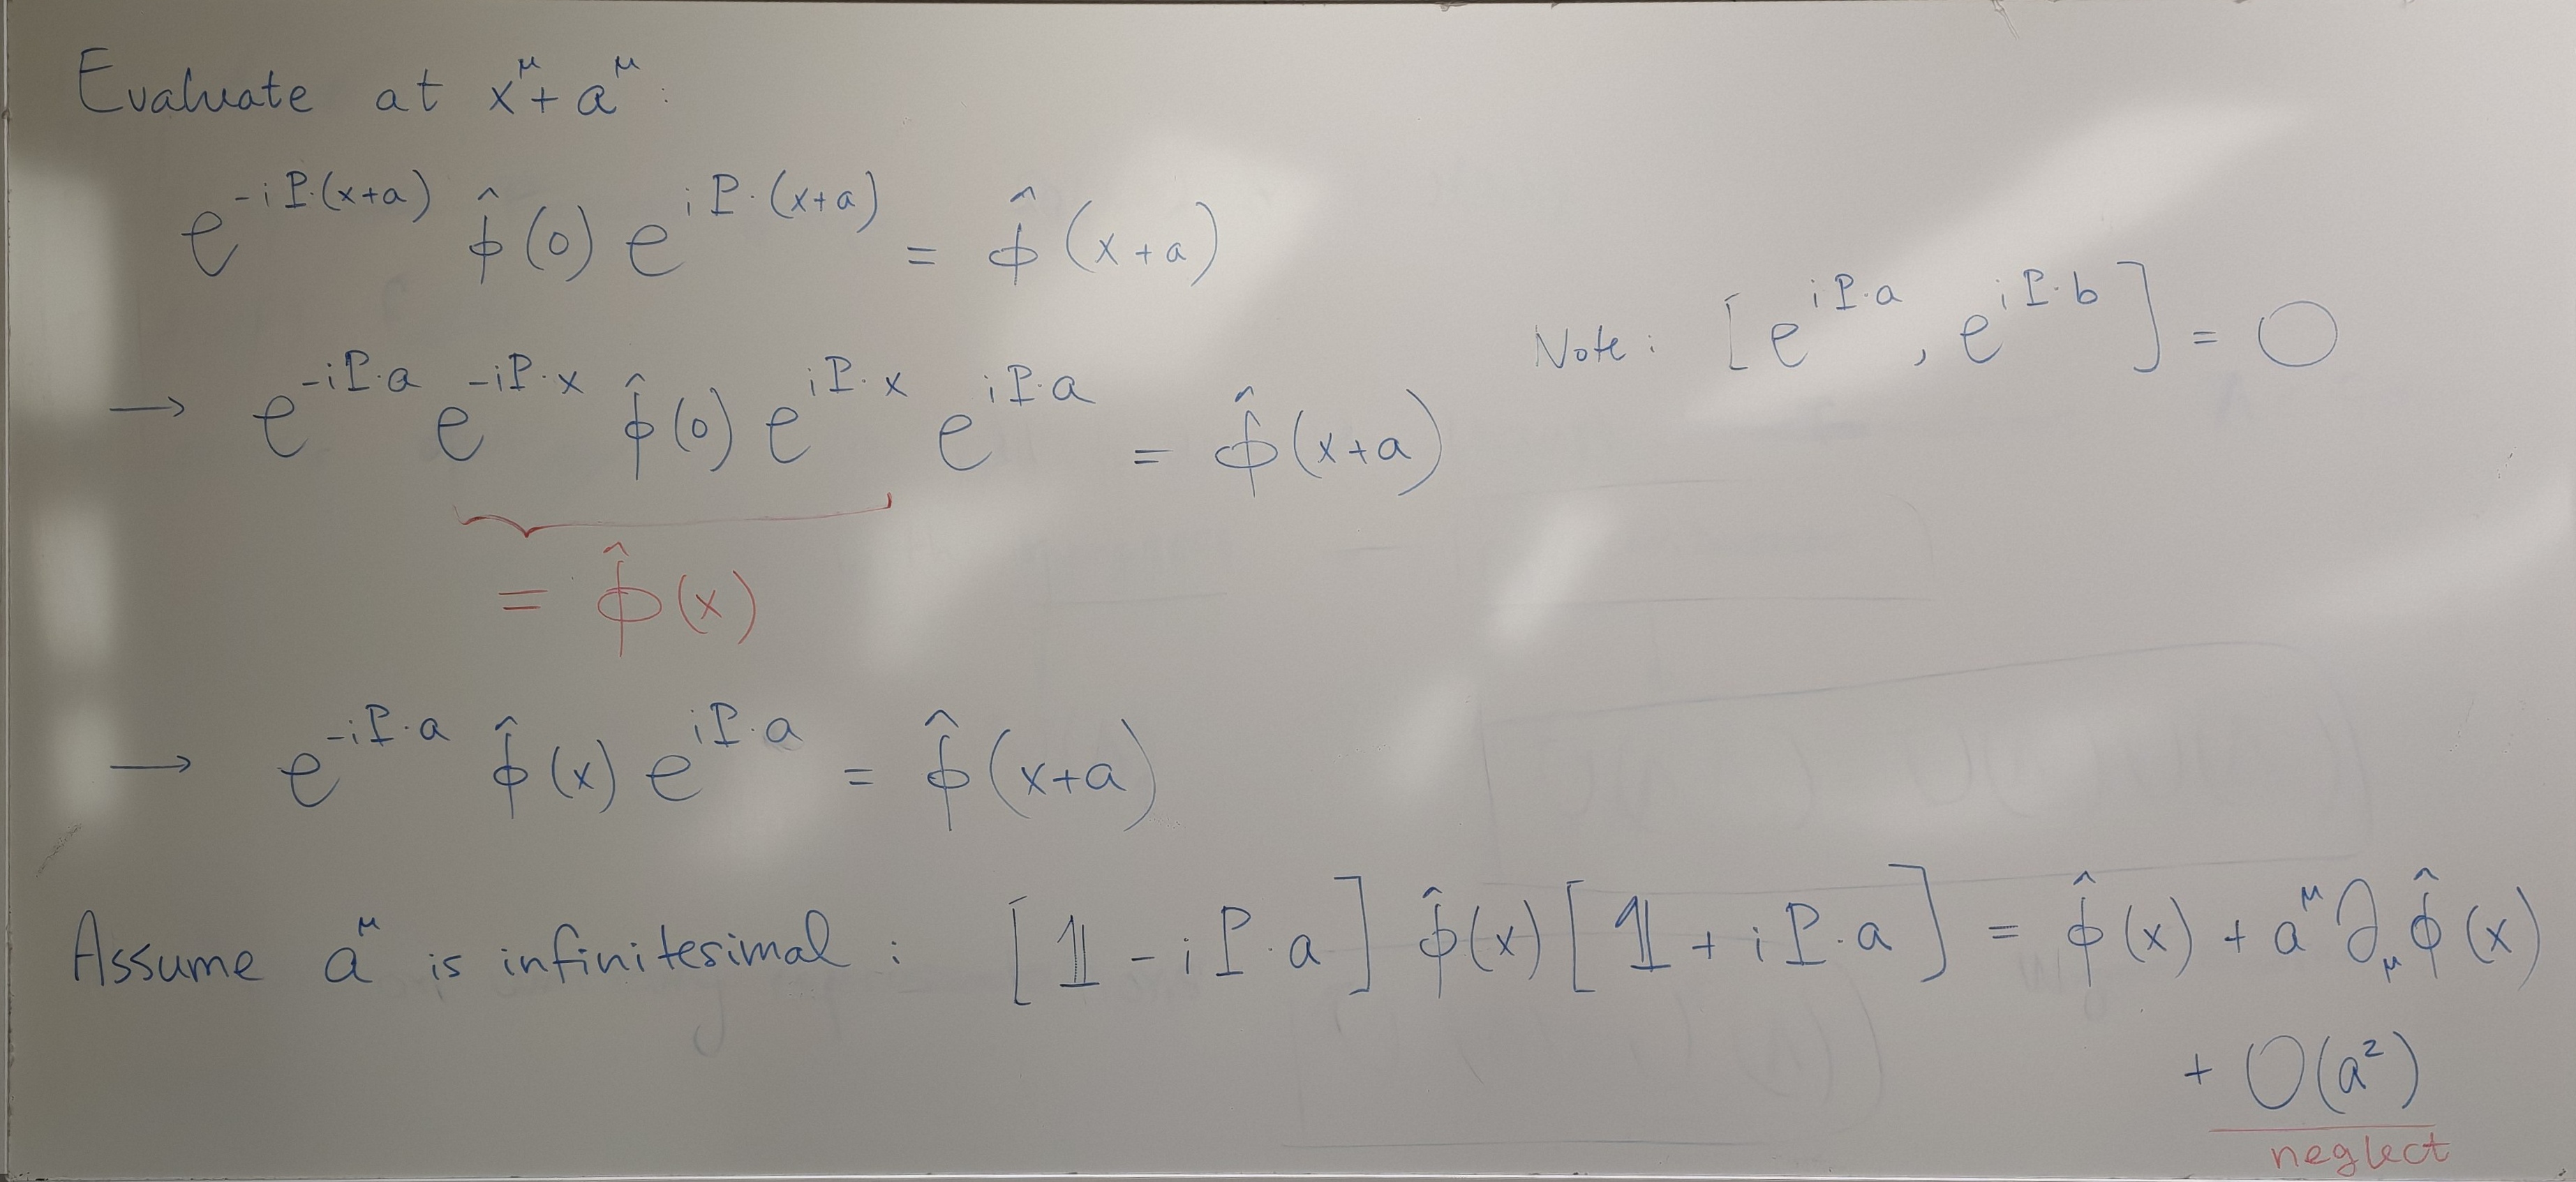 Evaluate at x^μ + a^μ :
e^{-iP·(x+a)} φ̂(0) e^{iP·(x+a)} = φ̂(x+a)
Note : [e^{iP·a} , e^{iP·b}] = 0
→ e^{-iP·a} e^{-iP·x} φ̂(0) e^{iP·x} e^{iP·a} = φ̂(x+a)
= φ̂(x)
→ e^{-iP·a} φ̂(x) e^{iP·a} = φ̂(x+a)
Assume a^μ is infinitesimal : [𝟙 - iP·a] φ̂(x) [𝟙 + iP·a] = φ̂(x) + a^μ ∂_μ φ̂(x)
+ O(a²)
neglect